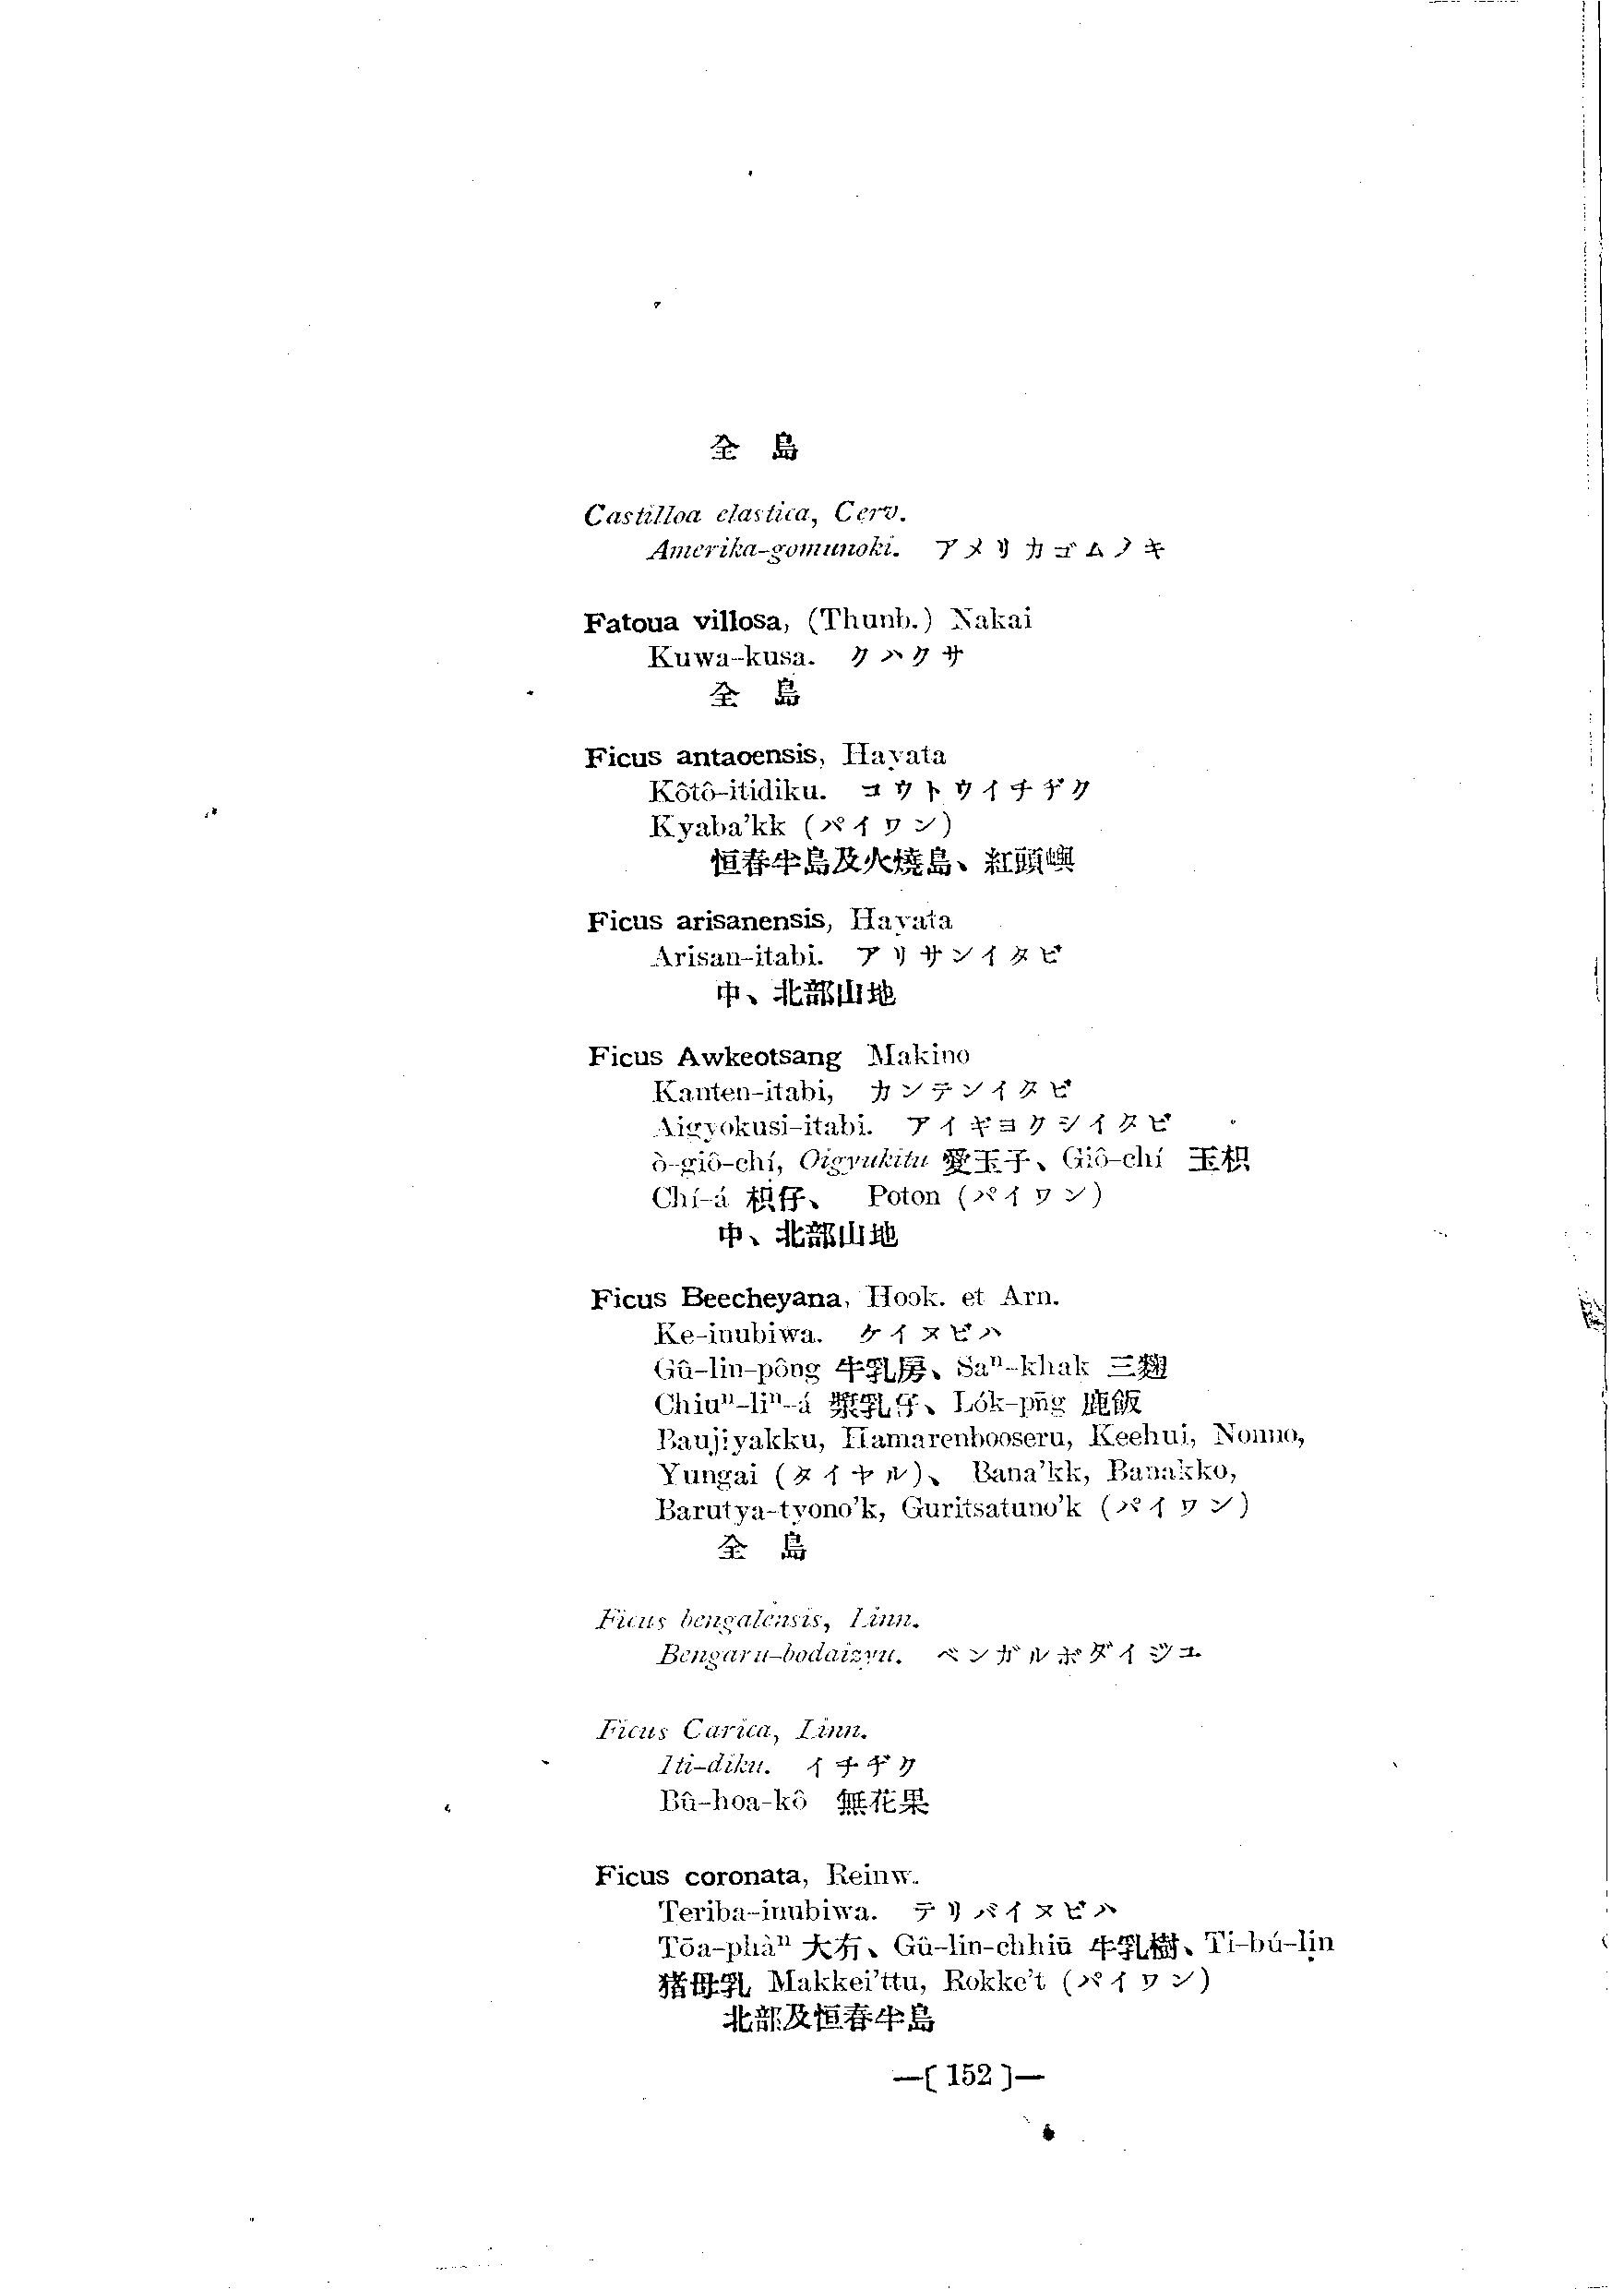 全島
Castilloa elastica, Cerv.
Amerika-gomunoki. アメリカゴムノキ
Fatoua villosa, (Thunb.) Nakai
Kuwa-kusa. クハクサ
全島
Ficus antaoensis, Hayata
Kôtô-itidiku. コウトウイチヂク
Kyaba'kk (パイワン)
恒春半島及火燒島、紅頭嶼
Ficus arisanensis, Hayata
Arisan-itabi. アリサンイタビ
中、北部山地
Ficus Awkeotsang Makino
Kanten-itabi, カンテンイタビ
Aigyokusi-itabi. アイギヨクシイタビ
ò-giô-chí, Oigyukitu 愛玉子、Giô-chí 玉枳
Chí-á 枳仔、 Poton (パイワン)
中、北部山地
Ficus Beecheyana, Hook. et Arn.
Ke-inubiwa. ケイヌビハ
Gû-lin-pông 牛乳房、Saⁿ-khak 三
Chiuⁿ-liⁿ-á 漿乳仔、Lók-pn̄g 鹿飯
Baujiyakku, Hamarenbooseru, Keehui, Nonno,
Yungai (タイヤル)、 Bana'kk, Banakko,
Barutya-tyono'k, Guritsatuno'k (パイワン)
全島
Ficus bengalensis, Linn.
Bengaru-bodaizyu. ベンガルボダイジユ
Ficus Carica, Linn.
Iti-diku. イチヂク
Bû-hoa-kó 無花果
Ficus coronata, Reinw.
Teriba-inubiwa. テリバイヌビハ
Tōa-phàⁿ 大冇、Gû-lin-chhiū 牛乳樹、Ti-bú-lin
猪母乳 Makkei'ttu, Rokke't (パイワン)
北部及恒春半島
—( 152 )—